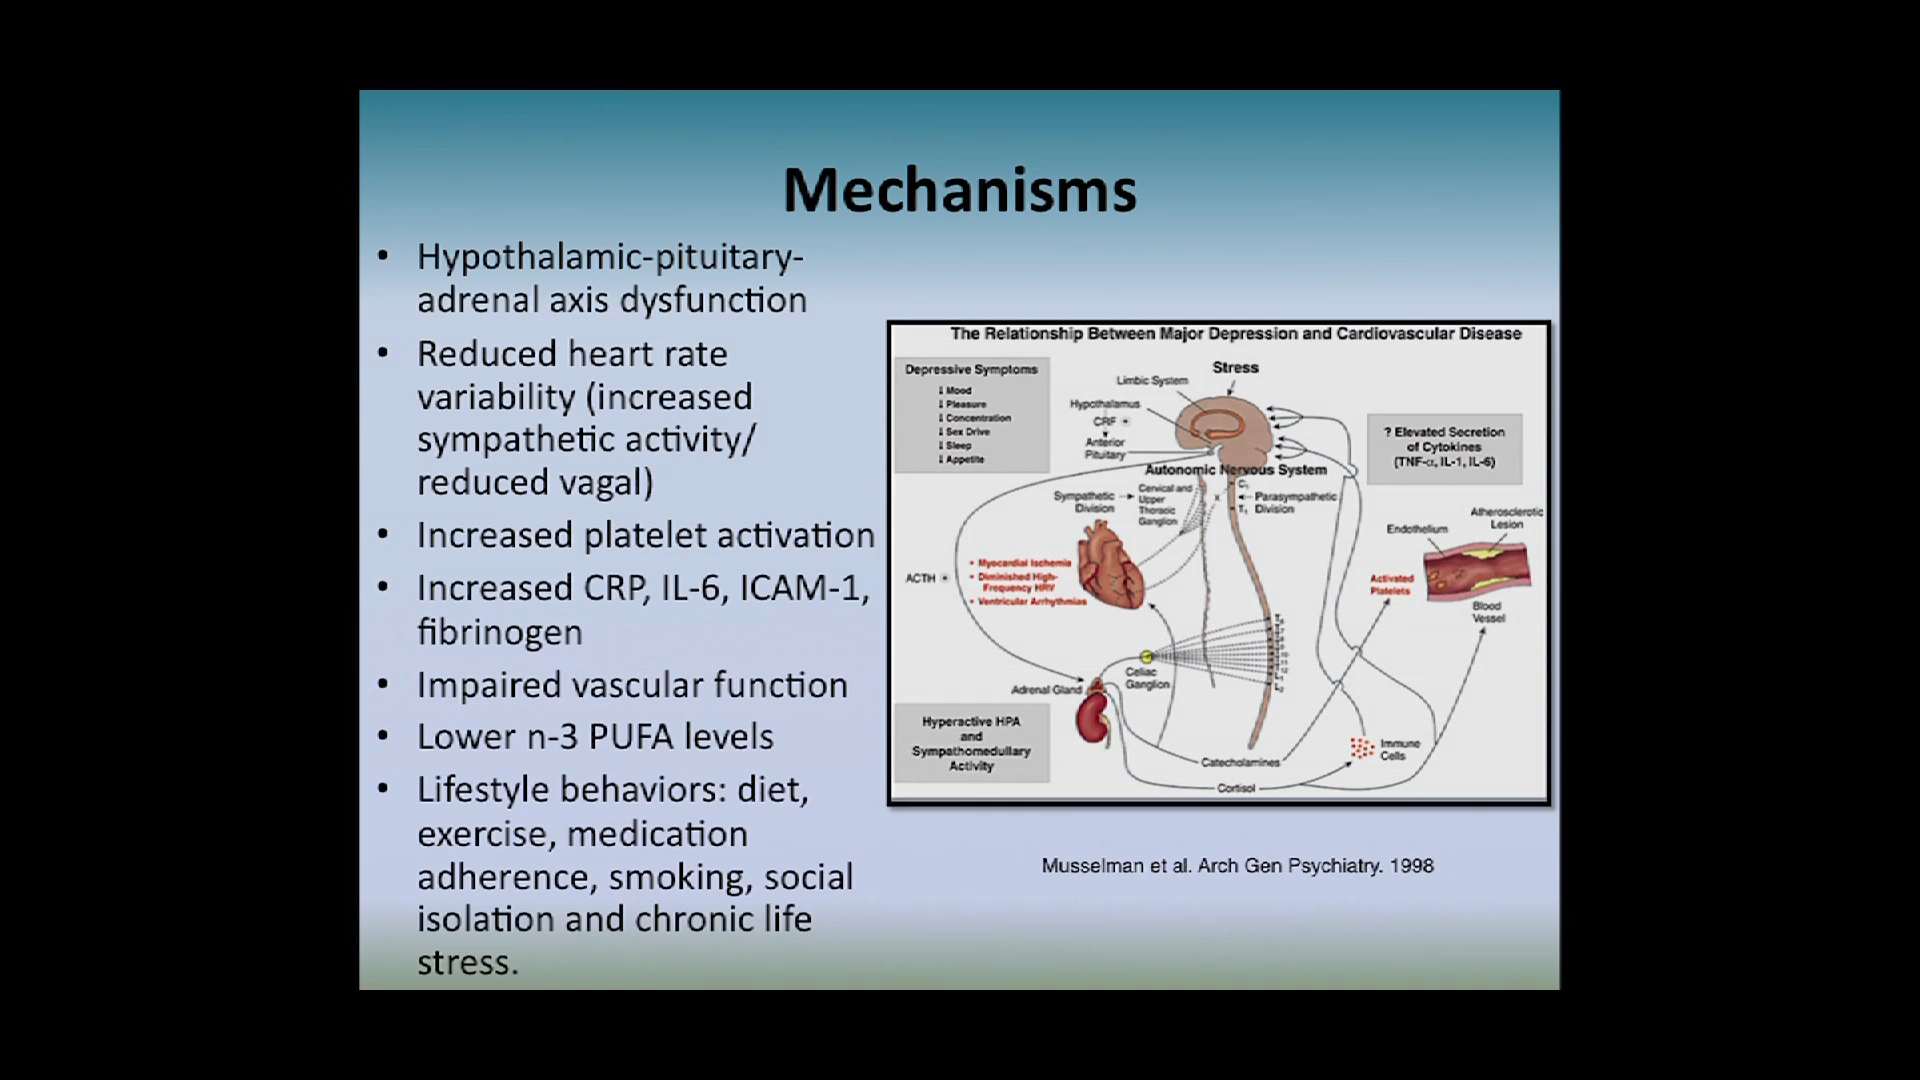 Mechanisms
• Hypothalamic-pituitary-
adrenal axis dysfunction
• Reduced heart rate
variability (increased
sympathetic activity/
reduced vagal)
• Increased platelet activation
• Increased CRP, IL-6, ICAM-1,
fibrinogen
• Impaired vascular function
• Lower n-3 PUFA levels
• Lifestyle behaviors: diet,
exercise, medication
adherence, smoking, social
isolation and chronic life
stress.
The Relationship Between Major Depression and Cardiovascular Disease
Depressive Symptoms
↓ Mood
↓ Pleasure
↓ Concentration
↓ Sex Drive
↓ Sleep
↓ Appetite
Stress
Limbic System
Hypothalamus
CRF
Anterior
Pituitary
? Elevated Secretion
of Cytokines
(TNF-α, IL-1, IL-6)
Autonomic Nervous System
Sympathetic
Division
Cervical and
Upper
Thoracic
Ganglion
Parasympathetic
Division
Atherosclerotic
Lesion
Endothelium
ACTH
• Myocardial Ischemia
• Diminished High-
Frequency HRV
• Ventricular Arrhythmias
Activated
Platelets
Blood
Vessel
Celiac
Ganglion
Adrenal Gland
Hyperactive HPA
and
Sympathomedullary
Activity
Immune
Cells
Catecholamines
Cortisol
Musselman et al. Arch Gen Psychiatry. 1998